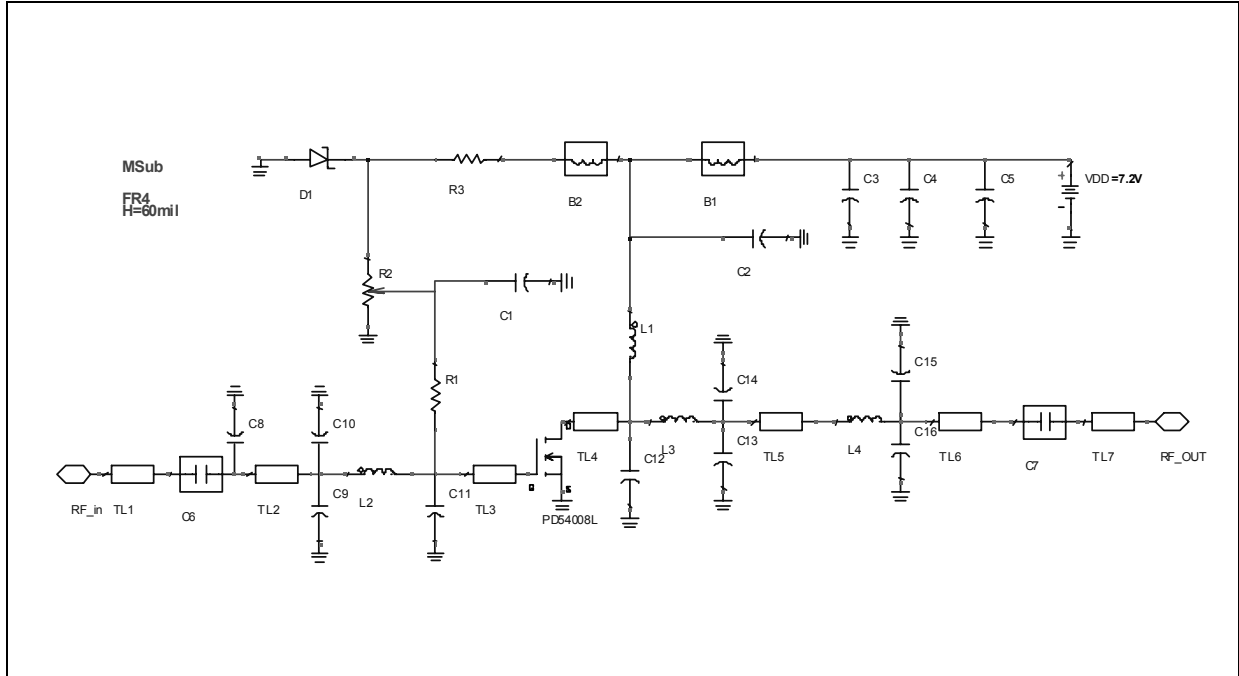 MSub
FR4
H=60mil
D1
R3
B2
B1
C3
C4
C5
+
VDD=7.2V
-
R2
C1
C2
L1
R1
C8
C10
C14
C15
TL4
C12
L3
C13
TL5
L4
C16
TL6
C7
TL7
RF_OUT
RF_in
TL1
C6
TL2
C9
L2
C11
TL3
PD54008L